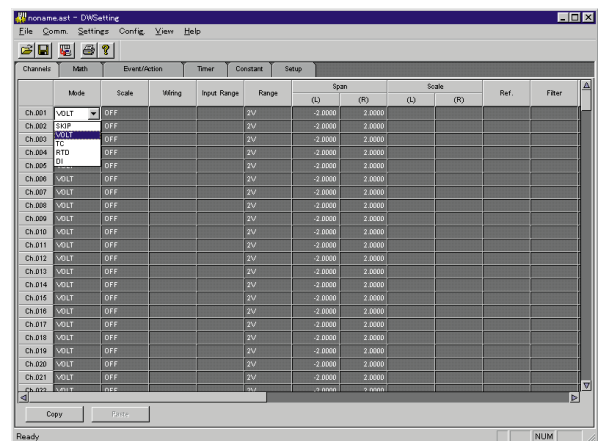 noname.ast - DWSetting
File Comm. Settings Config. View Help
Channels Math Event/Action Timer Constant Setup
Mode Scale Wiring Input Range Range Span Scale Ref. Filter
(L) (R) (L) (R)
Ch.001 VOLT OFF 2V -2.0000 2.0000
Ch.002 SKIP OFF 2V -2.0000 2.0000
Ch.003 VOLT OFF 2V -2.0000 2.0000
TC
Ch.004 RTD OFF 2V -2.0000 2.0000
Ch.005 DI OFF 2V -2.0000 2.0000
Ch.006 VOLT OFF 2V -2.0000 2.0000
Ch.007 VOLT OFF 2V -2.0000 2.0000
Ch.008 VOLT OFF 2V -2.0000 2.0000
Ch.009 VOLT OFF 2V -2.0000 2.0000
Ch.010 VOLT OFF 2V -2.0000 2.0000
Ch.011 VOLT OFF 2V -2.0000 2.0000
Ch.012 VOLT OFF 2V -2.0000 2.0000
Ch.013 VOLT OFF 2V -2.0000 2.0000
Ch.014 VOLT OFF 2V -2.0000 2.0000
Ch.015 VOLT OFF 2V -2.0000 2.0000
Ch.016 VOLT OFF 2V -2.0000 2.0000
Ch.017 VOLT OFF 2V -2.0000 2.0000
Ch.018 VOLT OFF 2V -2.0000 2.0000
Ch.019 VOLT OFF 2V -2.0000 2.0000
Ch.020 VOLT OFF 2V -2.0000 2.0000
Ch.021 VOLT OFF 2V -2.0000 2.0000
Ch.022 VOLT OFF 2V -2.0000 2.0000
Copy Paste
Ready NUM